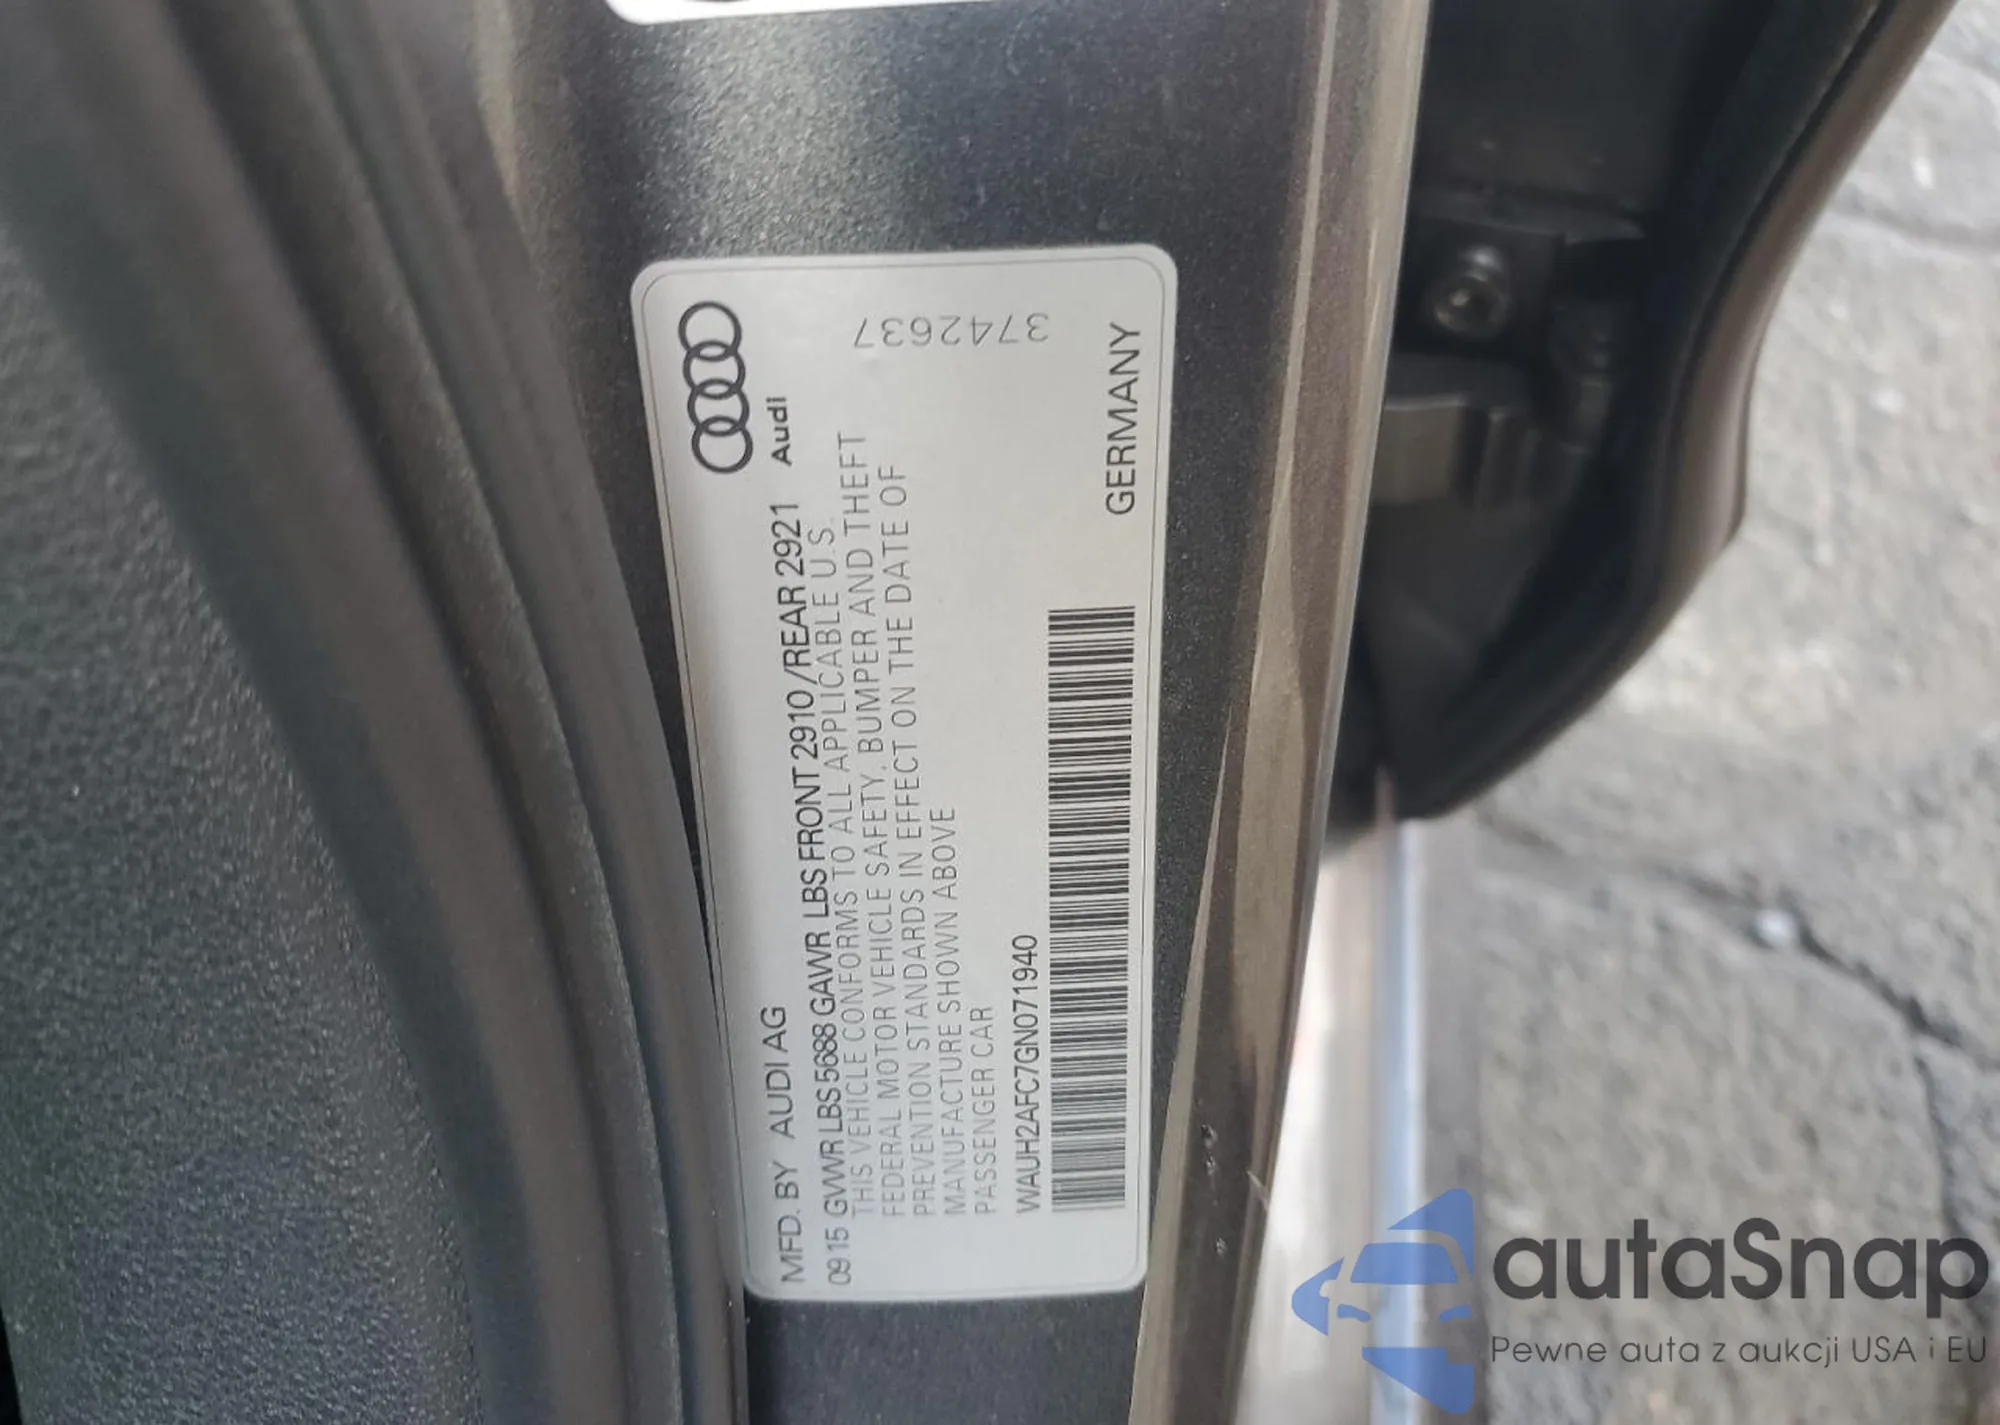 MFD. BY AUDI AG
09.15 GVWR LBS 5688 GAWR LBS FRONT 2910 /REAR 2921
THIS VEHICLE CONFORMS TO ALL APPLICABLE U.S.
FEDERAL MOTOR VEHICLE SAFETY, BUMPER AND THEFT
PREVENTION STANDARDS IN EFFECT ON THE DATE OF
MANUFACTURE SHOWN ABOVE
PASSENGER CAR
WAUH2AFC7GN071940
GERMANY
Audi
3742637
autaSnap
Pewne auta z aukcji USA i EU